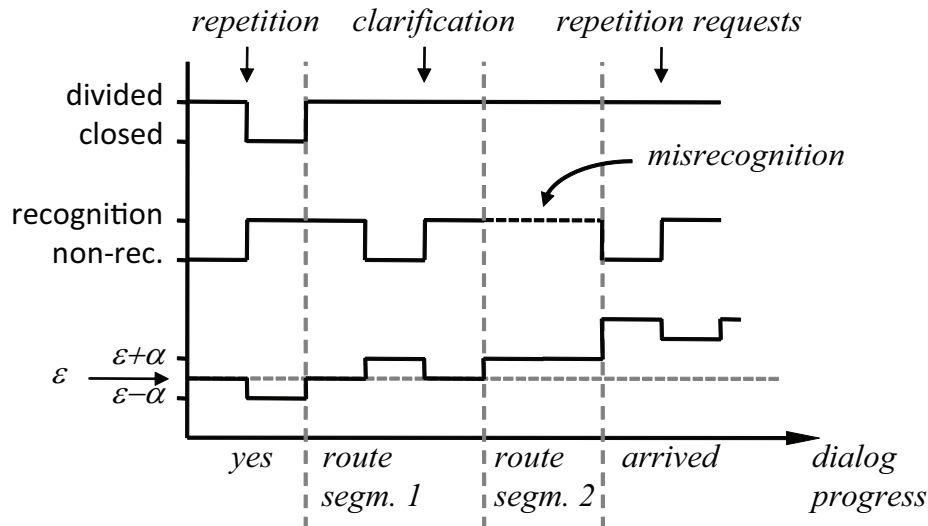 repetition clarification repetition requests
divided
closed
misrecognition
recognition
non-rec.
ε+α
ε
ε−α
yes route arrived dialog
segm. 1 segm. 2 progress